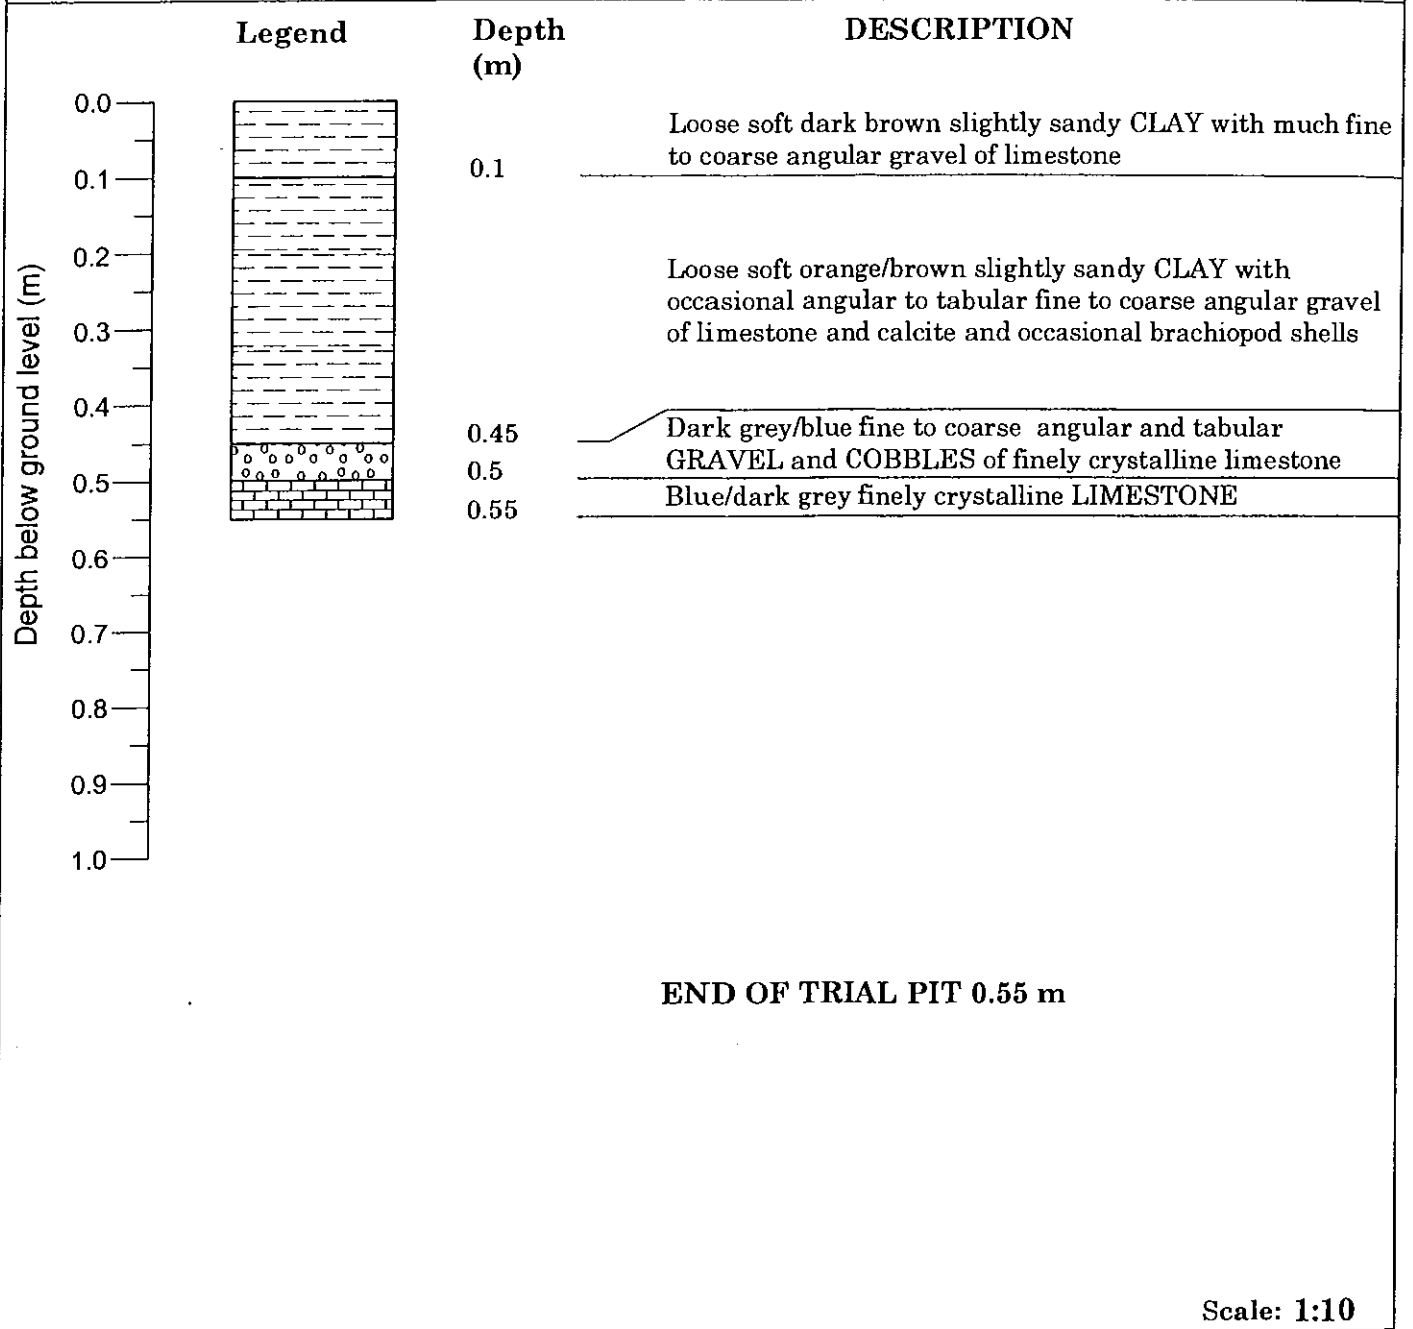 Legend
Depth
(m)
DESCRIPTION
Depth below ground level (m)
0.0
0.1
0.2
0.3
0.4
0.5
0.6
0.7
0.8
0.9
1.0
Loose soft dark brown slightly sandy CLAY with much fine
to coarse angular gravel of limestone
0.1
Loose soft orange/brown slightly sandy CLAY with
occasional angular to tabular fine to coarse angular gravel
of limestone and calcite and occasional brachiopod shells
0.45
Dark grey/blue fine to coarse angular and tabular
GRAVEL and COBBLES of finely crystalline limestone
0.5
Blue/dark grey finely crystalline LIMESTONE
0.55
END OF TRIAL PIT 0.55 m
Scale: 1:10